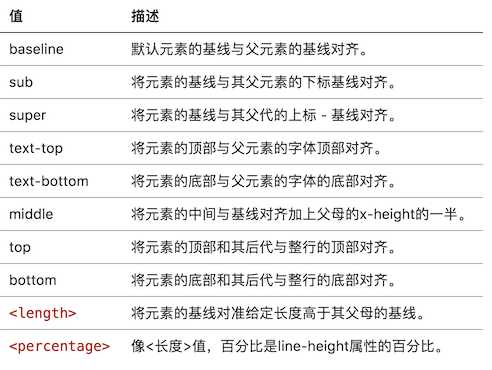 值 描述
baseline 默认元素的基线与父元素的基线对齐。
sub 将元素的基线与其父元素的下标基线对齐。
super 将元素的基线与其父代的上标 - 基线对齐。
text-top 将元素的顶部与父元素的字体顶部对齐。
text-bottom 将元素的底部与父元素的字体的底部对齐。
middle 将元素的中间与基线对齐加上父母的x-height的一半。
top 将元素的顶部和其后代与整行的顶部对齐。
bottom 将元素的底部和其后代与整行的底部对齐。
<length> 将元素的基线对准给定长度高于其父母的基线。
<percentage> 像<长度>值，百分比是line-height属性的百分比。